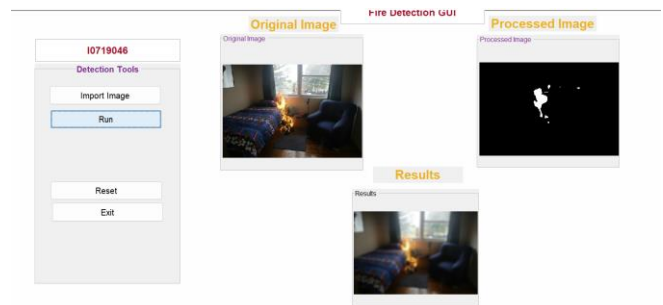 Fire Detection GUI
Original Image
Processed Image
I0719046
Original Image
Processed Image
Detection Tools
Import Image
Run
Results
Reset
Results
Exit